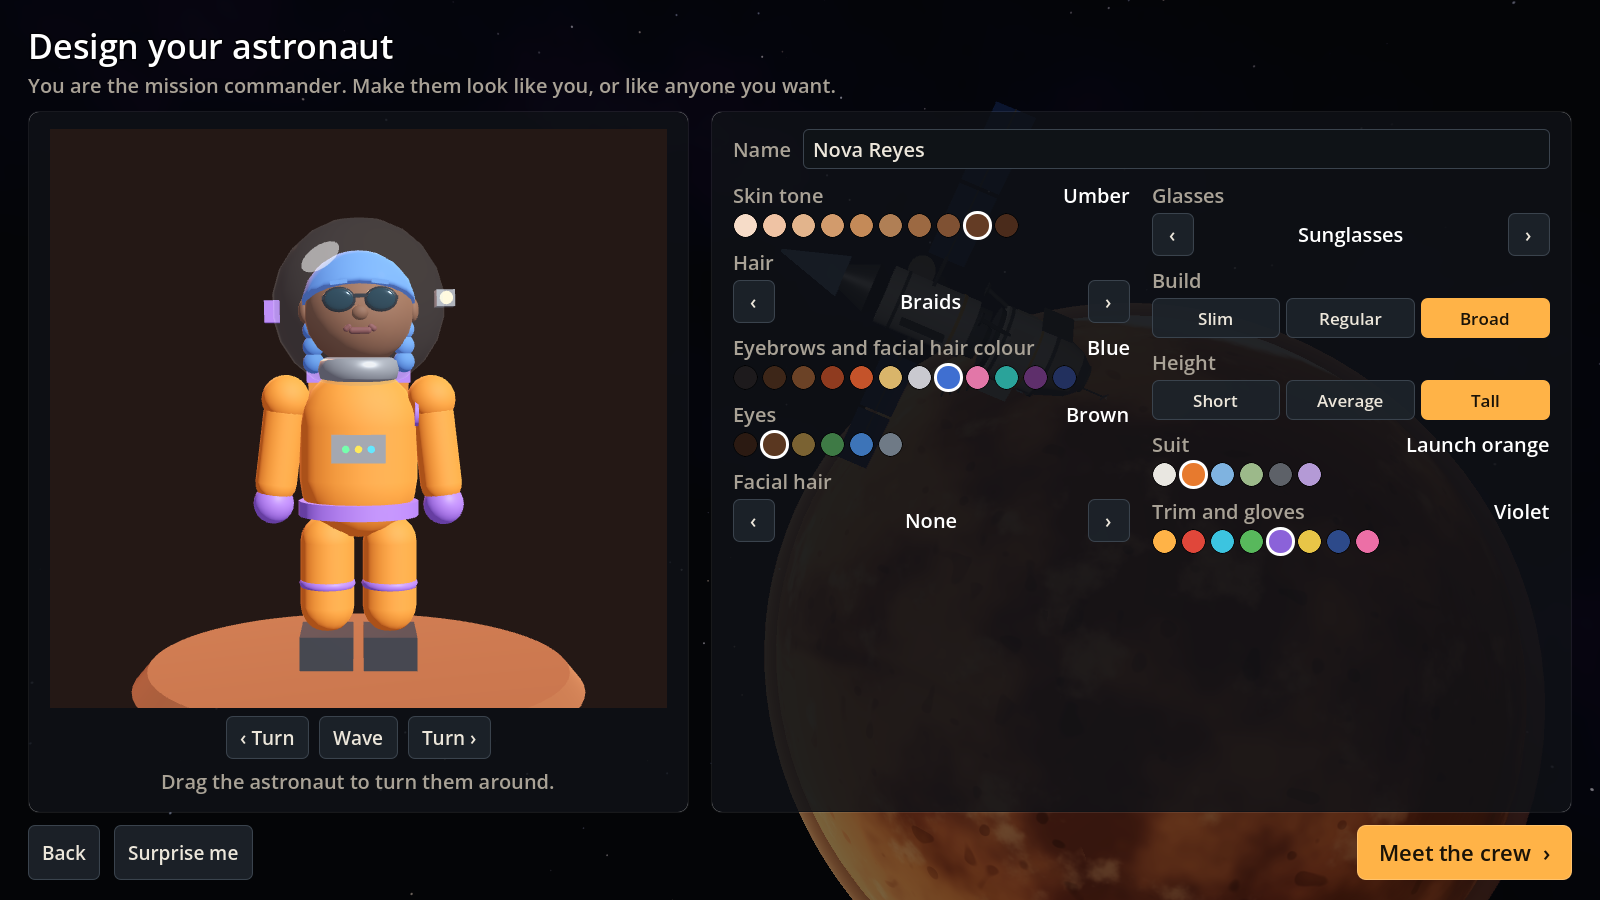 Design your astronaut
You are the mission commander. Make them look like you, or like anyone you want.
‹ Turn
Wave
Turn ›
Drag the astronaut to turn them around.
Name
Nova Reyes
Skin tone
Umber
Hair
‹
Braids
›
Eyebrows and facial hair colour
Blue
Eyes
Brown
Facial hair
‹
None
›
Glasses
‹
Sunglasses
›
Build
Slim
Regular
Broad
Height
Short
Average
Tall
Suit
Launch orange
Trim and gloves
Violet
Back
Surprise me
Meet the crew ›